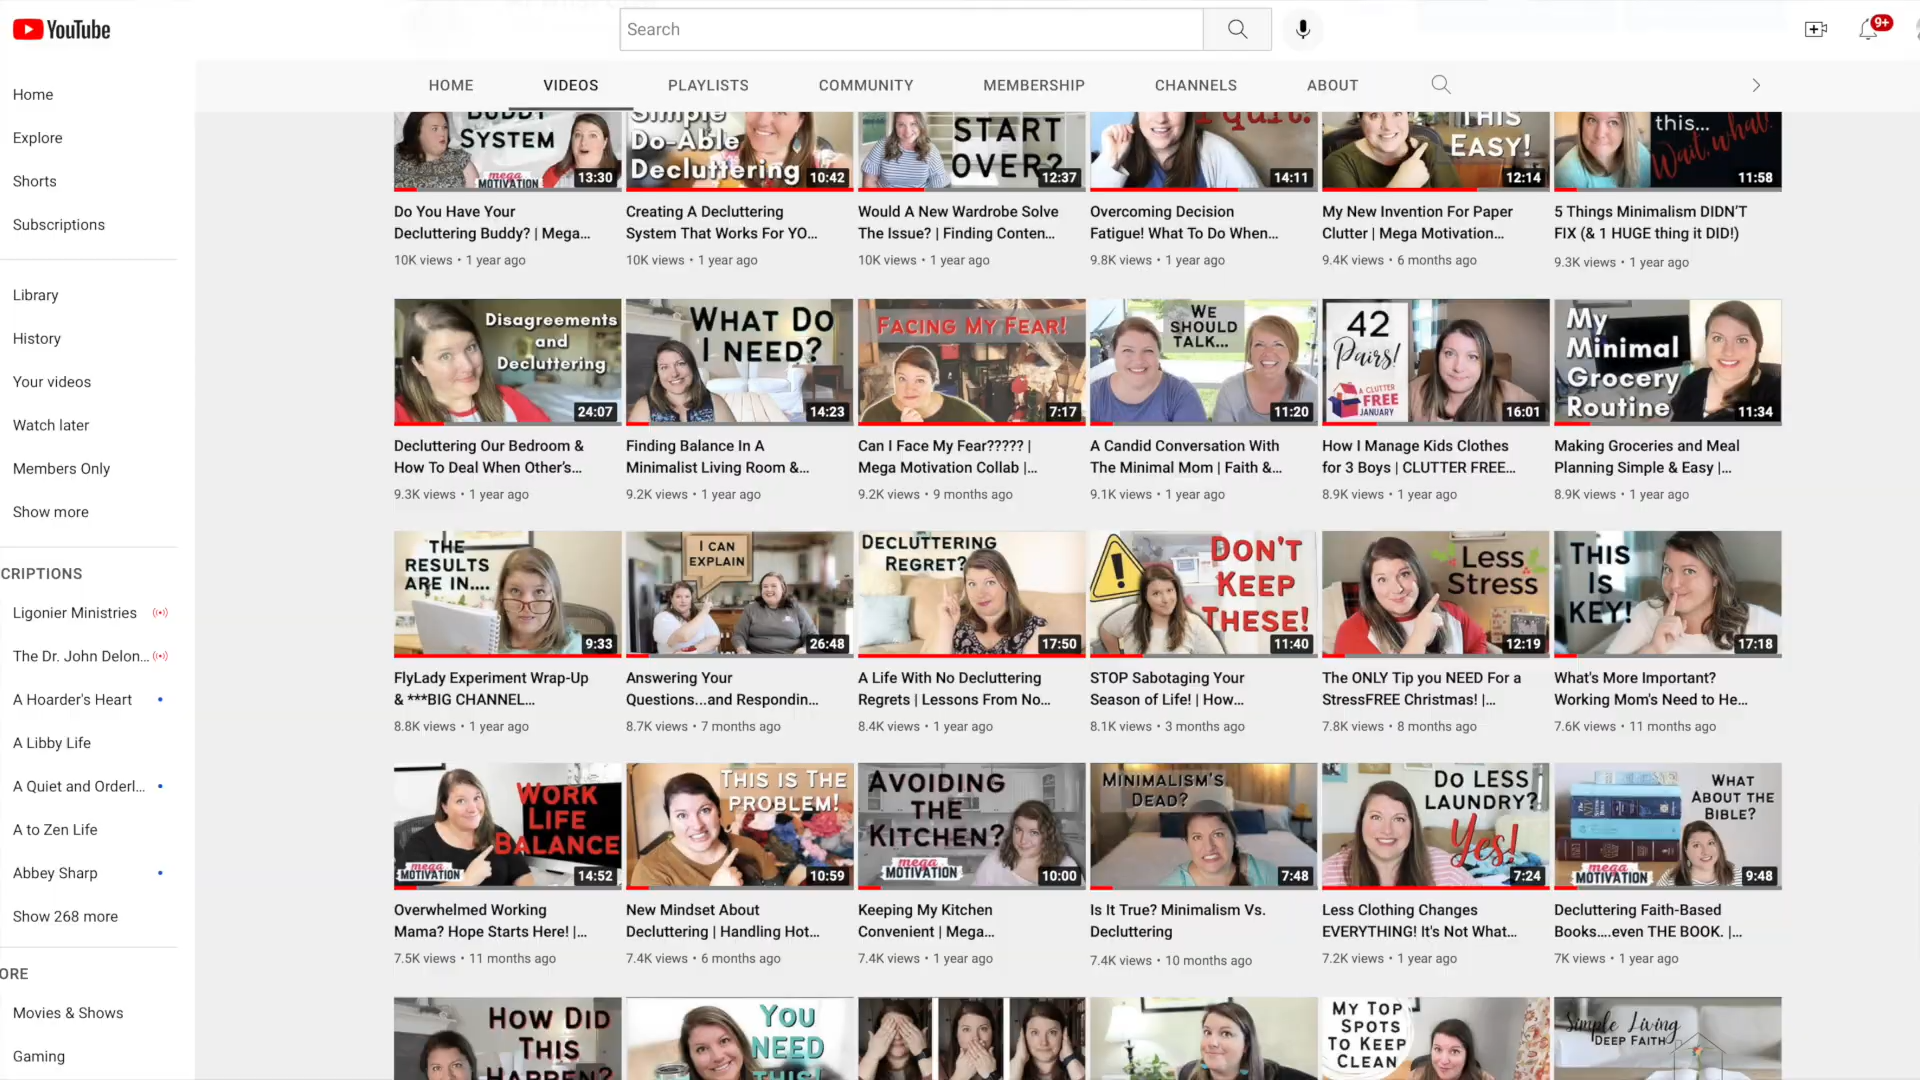 YouTube
Search
9+
Home
Explore
Shorts
Subscriptions
Library
History
Your videos
Watch later
Members Only
Show more
CRIPTIONS
Ligonier Ministries
The Dr. John Delon...
A Hoarder's Heart
A Libby Life
A Quiet and Orderl...
A to Zen Life
Abbey Sharp
Show 268 more
ORE
Movies & Shows
Gaming
HOME VIDEOS PLAYLISTS COMMUNITY MEMBERSHIP CHANNELS ABOUT
BUDDY
SYSTEM
mega
MOTIVATION
13:30
Do You Have Your
Decluttering Buddy? | Mega...
10K views • 1 year ago
Simple
Do-Able
Decluttering
10:42
Creating A Decluttering
System That Works For YO...
10K views • 1 year ago
START
OVER?
12:37
Would A New Wardrobe Solve
The Issue? | Finding Conten...
10K views • 1 year ago
I quit!
14:11
Overcoming Decision
Fatigue! What To Do When...
9.8K views • 1 year ago
THIS
EASY!
12:14
My New Invention For Paper
Clutter | Mega Motivation...
9.4K views • 6 months ago
this...
Wait, what?
11:58
5 Things Minimalism DIDN'T
FIX (& 1 HUGE thing it DID!)
9.3K views • 1 year ago
Disagreements
and
Decluttering
24:07
Decluttering Our Bedroom &
How To Deal When Other's...
9.3K views • 1 year ago
WHAT DO
I NEED?
14:23
Finding Balance In A
Minimalist Living Room &...
9.2K views • 1 year ago
FACING MY FEAR!
7:17
Can I Face My Fear????? |
Mega Motivation Collab |...
9.2K views • 9 months ago
WE
SHOULD
TALK...
11:20
A Candid Conversation With
The Minimal Mom | Faith &...
9.1K views • 1 year ago
42
Pairs!
A CLUTTER
FREE
JANUARY
16:01
How I Manage Kids Clothes
for 3 Boys | CLUTTER FREE...
8.9K views • 1 year ago
My
Minimal
Grocery
Routine
11:34
Making Groceries and Meal
Planning Simple & Easy |...
8.9K views • 1 year ago
THE
RESULTS
ARE IN....
9:33
FlyLady Experiment Wrap-Up
& ***BIG CHANNEL...
8.8K views • 1 year ago
I CAN
EXPLAIN
26:48
Answering Your
Questions...and Respondin...
8.7K views • 7 months ago
DECLUTTERING
REGRET?
17:50
A Life With No Decluttering
Regrets | Lessons From No...
8.4K views • 1 year ago
DON'T
KEEP
THESE!
11:40
STOP Sabotaging Your
Season of Life! | How...
8.1K views • 3 months ago
LESS
STRESS
12:19
The ONLY Tip you NEED For a
StressFREE Christmas! |...
7.8K views • 8 months ago
THIS
IS
KEY!
17:18
What's More Important?
Working Mom's Need to He...
7.6K views • 11 months ago
WORK
LIFE
BALANCE
mega
MOTIVATION
14:52
Overwhelmed Working
Mama? Hope Starts Here! |...
7.5K views • 11 months ago
THIS IS THE
PROBLEM!
10:59
New Mindset About
Decluttering | Handling Hot...
7.4K views • 6 months ago
AVOIDING
THE
KITCHEN?
mega
MOTIVATION
10:00
Keeping My Kitchen
Convenient | Mega...
7.4K views • 1 year ago
MINIMALISM'S
DEAD?
7:48
Is It True? Minimalism Vs.
Decluttering
7.4K views • 10 months ago
DO LESS
LAUNDRY?
Yes!
7:24
Less Clothing Changes
EVERYTHING! It's Not What...
7.2K views • 1 year ago
WHAT
ABOUT THE
BIBLE?
mega
MOTIVATION
9:48
Decluttering Faith-Based
Books....even THE BOOK. |...
7K views • 1 year ago
HOW DID
THIS
HAPPEN?
YOU
NEED
THIS!
MY TOP
SPOTS
TO KEEP
CLEAN
Simple Living
DEEP FAITH